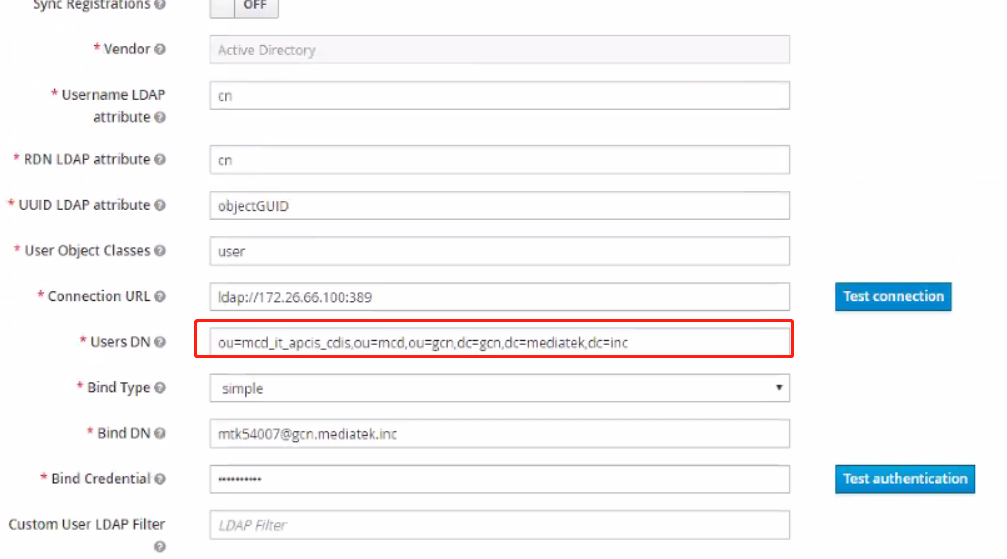 Sync Registrations
OFF
* Vendor
Active Directory
* Username LDAP
attribute
cn
* RDN LDAP attribute
cn
* UUID LDAP attribute
objectGUID
* User Object Classes
user
* Connection URL
ldap://172.26.66.100:389
Test connection
* Users DN
ou=mcd_it_apcis_cdis,ou=mcd,ou=gcn,dc=gcn,dc=mediatek,dc=inc
* Bind Type
simple
* Bind DN
mtk54007@gcn.mediatek.inc
* Bind Credential
••••••••••
Test authentication
Custom User LDAP Filter
LDAP Filter